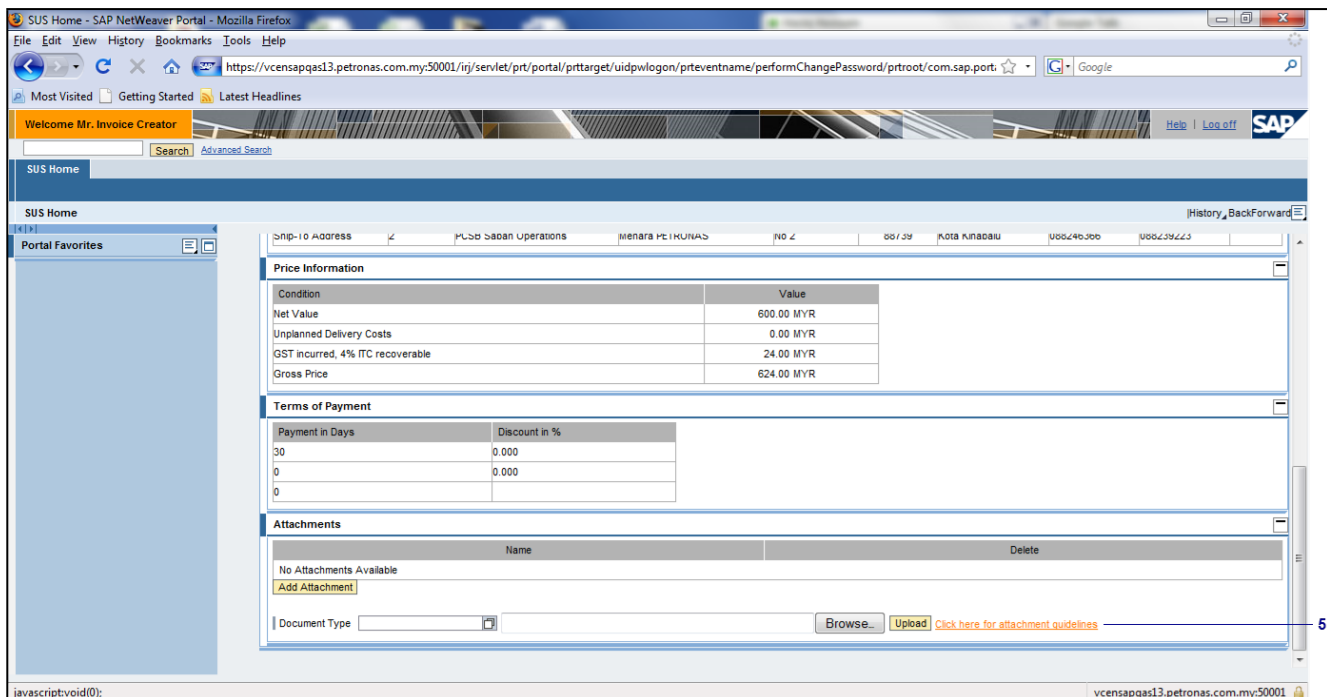 SUS Home - SAP NetWeaver Portal - Mozilla Firefox
File Edit View History Bookmarks Tools Help
https://vcensapqas13.petronas.com.my:50001/irj/servlet/prt/portal/prttarget/uidpwlogon/prteventname/performChangePassword/prtroot/com.sap.port
Google
Most Visited Getting Started Latest Headlines
Welcome Mr. Invoice Creator Help | Log off SAP
Search Advanced Search
SUS Home
SUS Home |History BackForward
Portal Favorites
Ship-To Address 2 PCSB Sabah Operations Menara PETRONAS No 2 88739 Kota Kinabalu 088246366 088239223
Price Information
Condition Value
Net Value 600.00 MYR
Unplanned Delivery Costs 0.00 MYR
GST incurred, 4% ITC recoverable 24.00 MYR
Gross Price 624.00 MYR
Terms of Payment
Payment in Days Discount in %
30 0.000
0 0.000
0
Attachments
Name Delete
No Attachments Available
Add Attachment
Document Type Browse... Upload Click here for attachment guidelines 5
javascript:void(0); vcensapqas13.petronas.com.my:50001